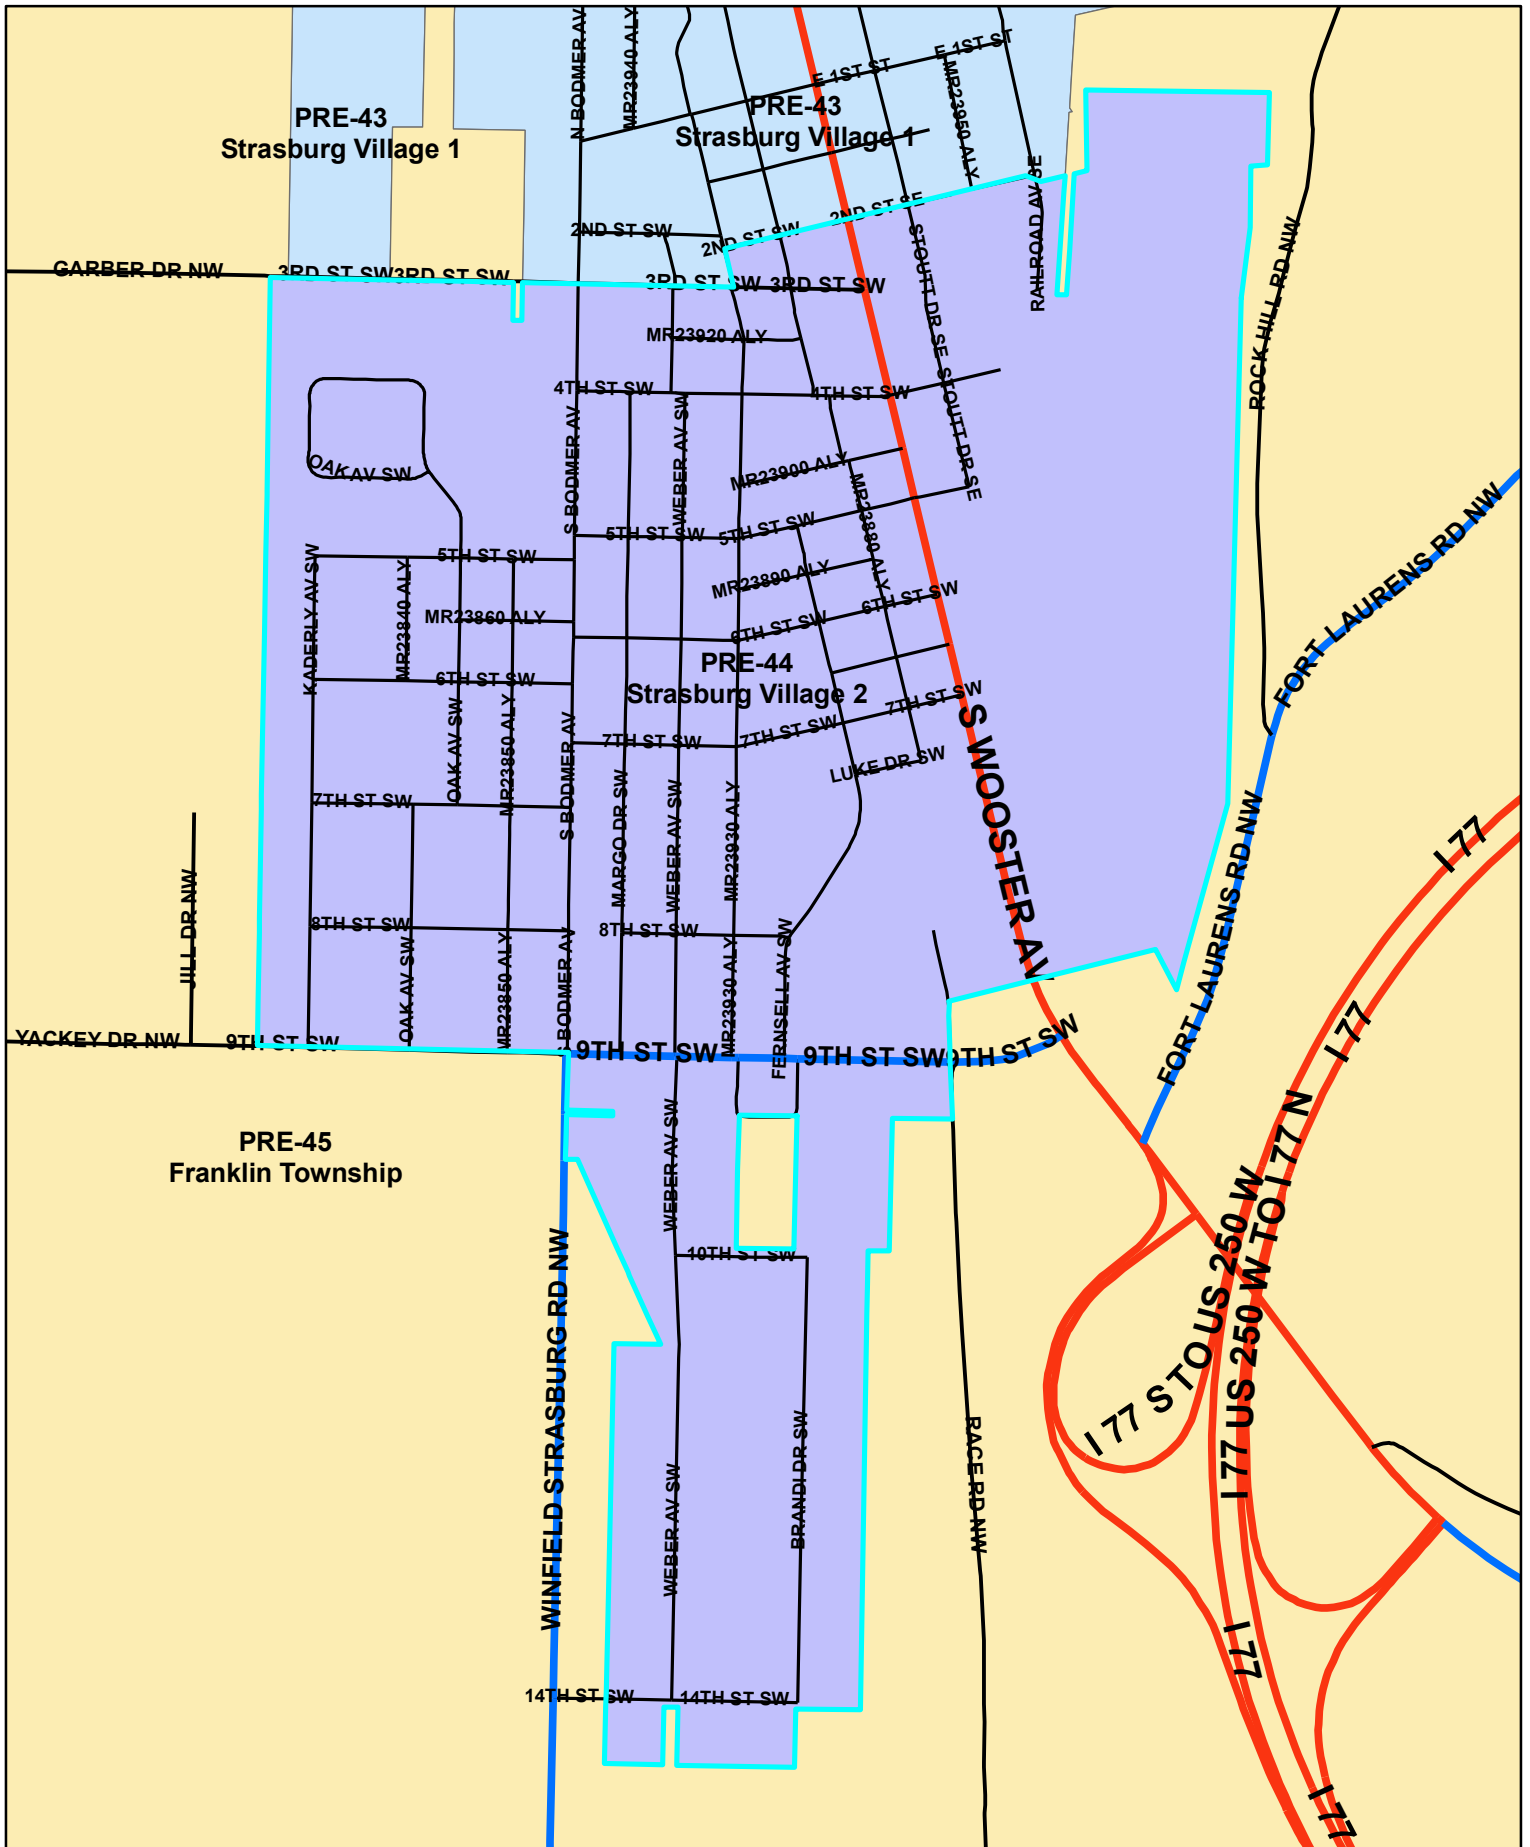 N BODMER AV
MR23940 ALY
E 1ST ST
E 1ST ST
MR23950 ALY
PRE-43
Strasburg Village 1
PRE-43
Strasburg Village 1
RAILROAD AV SE
2ND ST SW
2ND ST SW
2ND ST SE
STOUTT DR SE
STOUTT DR SE
ROCK HILL RD NW
GARBER DR NW
3RD ST SW
3RD ST SW
3RD ST SW
3RD ST SW
MR23920 ALY
4TH ST SW
4TH ST SW
S BODMER AV
WEBER AV SW
OAK AV SW
MR23900 ALY
MR23880 ALY
5TH ST SW
5TH ST SW
5TH ST SW
FORT LAURENS RD NW
KADERLY AV SW
MR23840 ALY
MR23860 ALY
MR23890 ALY
6TH ST SW
6TH ST SW
6TH ST SW
PRE-44
Strasburg Village 2
OAK AV SW
MR23850 ALY
S BODMER AV
7TH ST SW
7TH ST SW
7TH ST SW
7TH ST SW
LUKE DR SW
S WOOSTER AV
MARGO DR SW
WEBER AV SW
MR23930 ALY
FORT LAURENS RD NW
I 77
JILL DR NW
8TH ST SW
8TH ST SW
OAK AV SW
MR23850 ALY
S BODMER AV
MR23930 ALY
FERNSELL AV SW
YACKEY DR NW
9TH ST SW
9TH ST SW
9TH ST SW
9TH ST SW
I 77
PRE-45
Franklin Township
WEBER AV SW
10TH ST SW
WINFIELD STRASBURG RD NW
I 77 S TO US 250 W
I 77 US 250 W TO I 77 N
RACE RD NW
BRANDI DR SW
WEBER AV SW
14TH ST SW
14TH ST SW
I 77
I 77